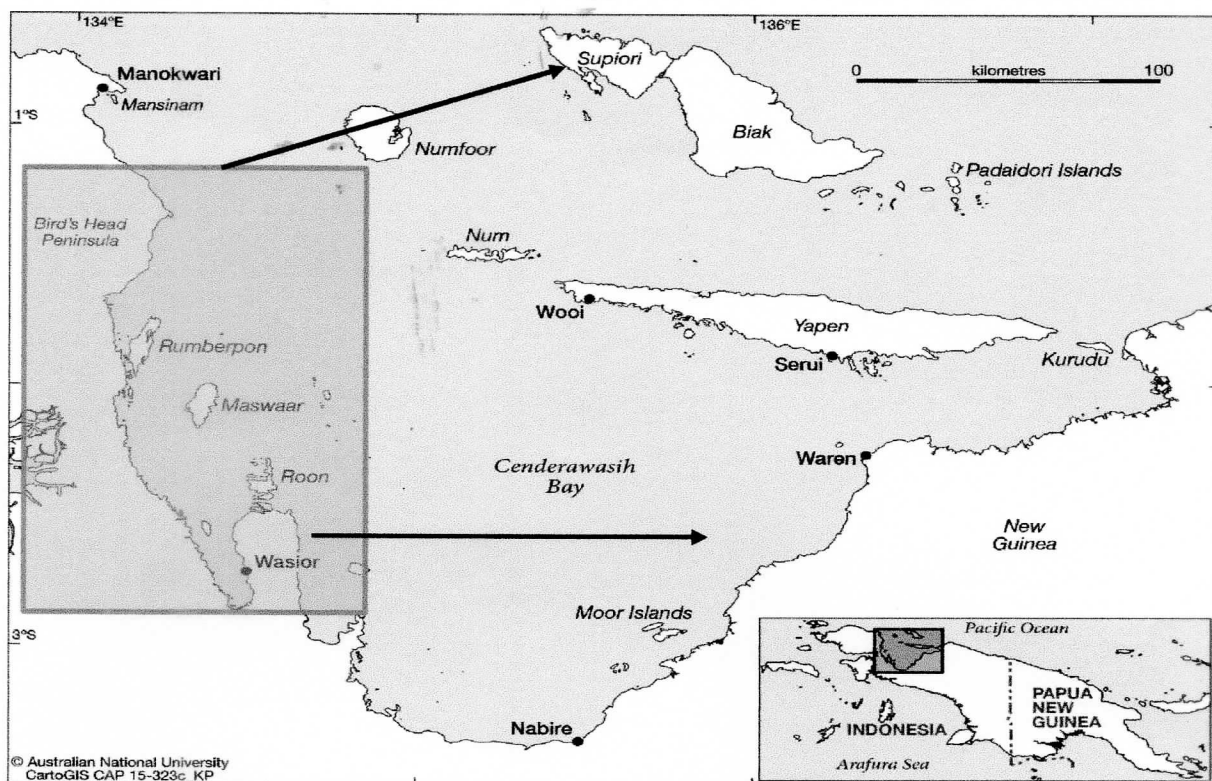 134°E
136°E
Supiori
0 kilometres 100
Manokwari
Mansinam
1°S
Numfoor
Biak
Padaidori Islands
Bird's Head
Peninsula
Num
Wooi
Yapen
Rumberpon
Serui
Kurudu
Maswaar
Waren
Cenderawasih
Bay
Roon
New
Guinea
Wasior
Moor Islands
3°S
Pacific Ocean
PAPUA
NEW
GUINEA
INDONESIA
Nabire
Arafura Sea
© Australian National University
CartoGIS CAP 15-323c KP